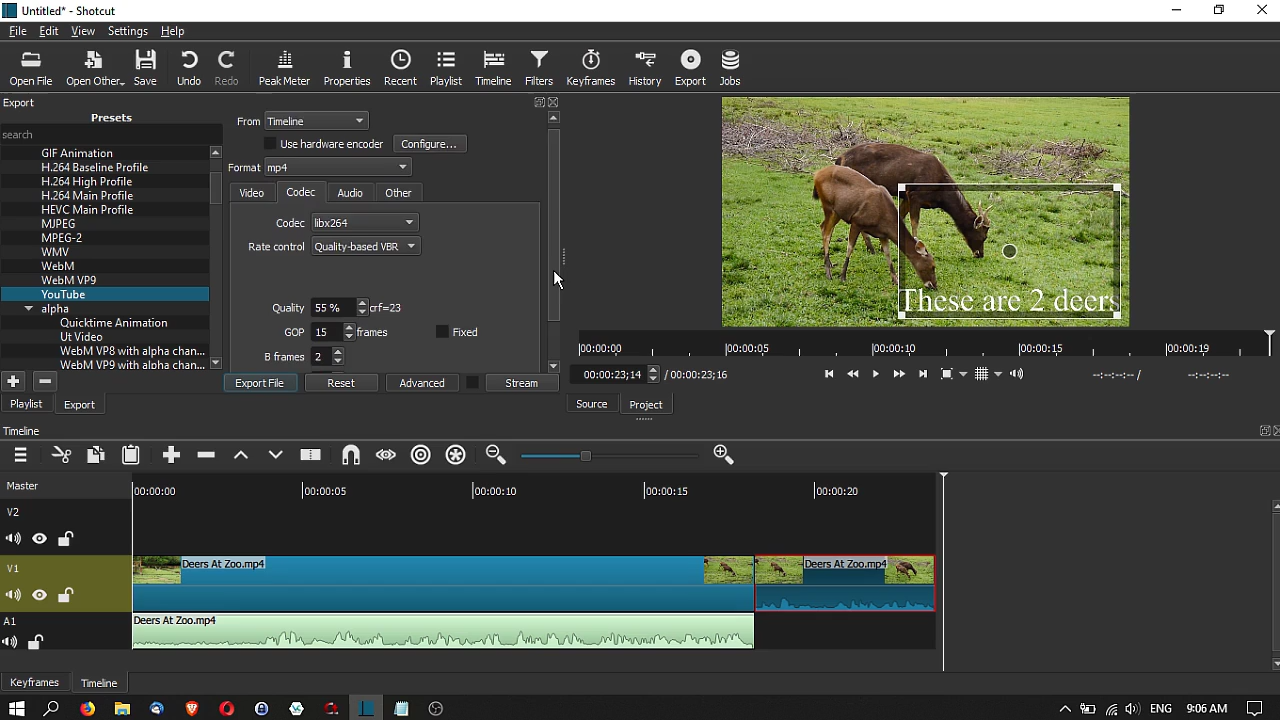 Untitled* - Shotcut
File Edit View Settings Help
Open File Open Other... Save Undo Redo Peak Meter Properties Recent Playlist Timeline Filters Keyframes History Export Jobs
Export
Presets
search
GIF Animation
H.264 Baseline Profile
H.264 High Profile
H.264 Main Profile
HEVC Main Profile
MJPEG
MPEG-2
WMV
WebM
WebM VP9
YouTube
alpha
Quicktime Animation
Ut Video
WebM VP8 with alpha chan...
WebM VP9 with alpha chan...
From Timeline
Use hardware encoder Configure...
Format mp4
Video Codec Audio Other
Codec libx264
Rate control Quality-based VBR
Quality 55 % crf=23
GOP 15 frames Fixed
B frames 2
Export File Reset Advanced Stream
Playlist Export
These are 2 deers
00:00:00 00:00:05 00:00:10 00:00:15 00:00:19
00:00:23;14 / 00:00:23;16 --:--:--:-- / --:--:--:--
Source Project
Timeline
Master 00:00:00 00:00:05 00:00:10 00:00:15 00:00:20
V2
V1 Deers At Zoo.mp4 Deers At Zoo.mp4
A1 Deers At Zoo.mp4
Keyframes Timeline
ENG 9:06 AM